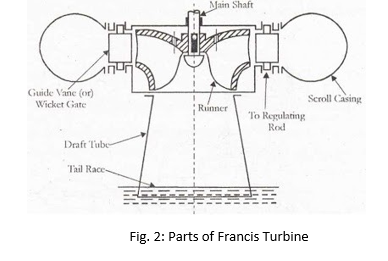 Main Shaft
Guide Vane (or)
Wicket Gate
Runner
To Regulating
Rod
Scroll Casing
Draft Tube
Tail Race
Fig. 2: Parts of Francis Turbine